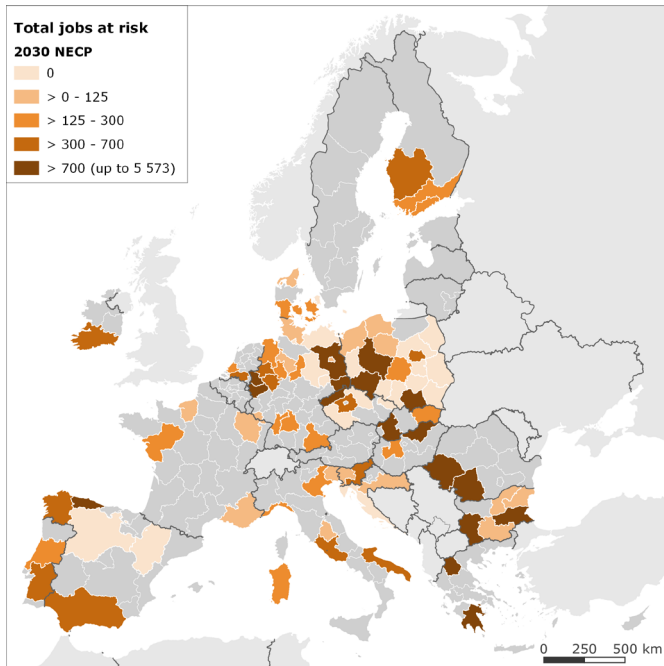 Total jobs at risk
2030 NECP
0
> 0 - 125
> 125 - 300
> 300 - 700
> 700 (up to 5 573)
0 250 500 km